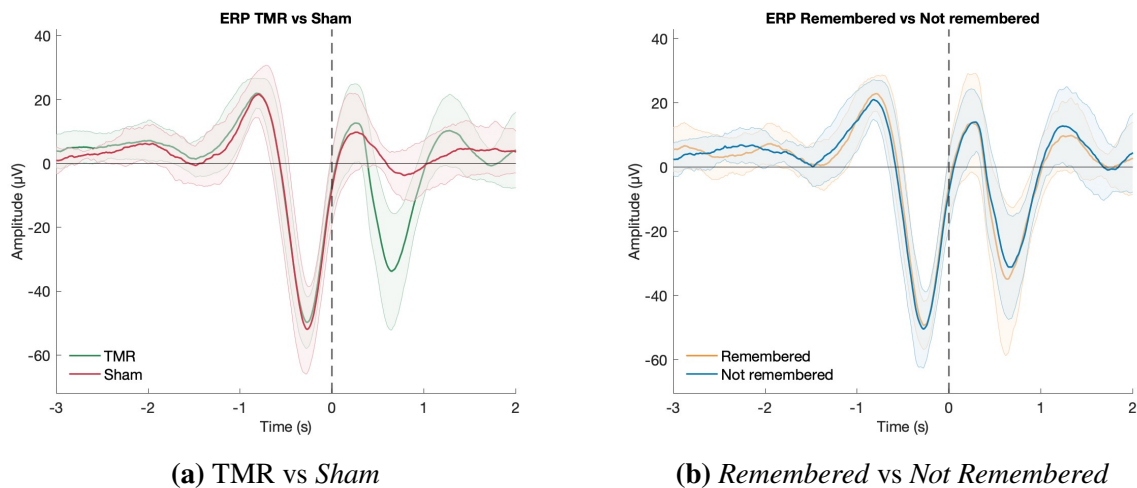 ERP TMR vs Sham
40
20
0
-20
-40
-60
Amplitude (µV)
TMR
Sham
-3 -2 -1 0 1 2
Time (s)
(a) TMR vs Sham
ERP Remembered vs Not remembered
40
20
0
-20
-40
-60
Amplitude (µV)
Remembered
Not remembered
-3 -2 -1 0 1 2
Time (s)
(b) Remembered vs Not Remembered